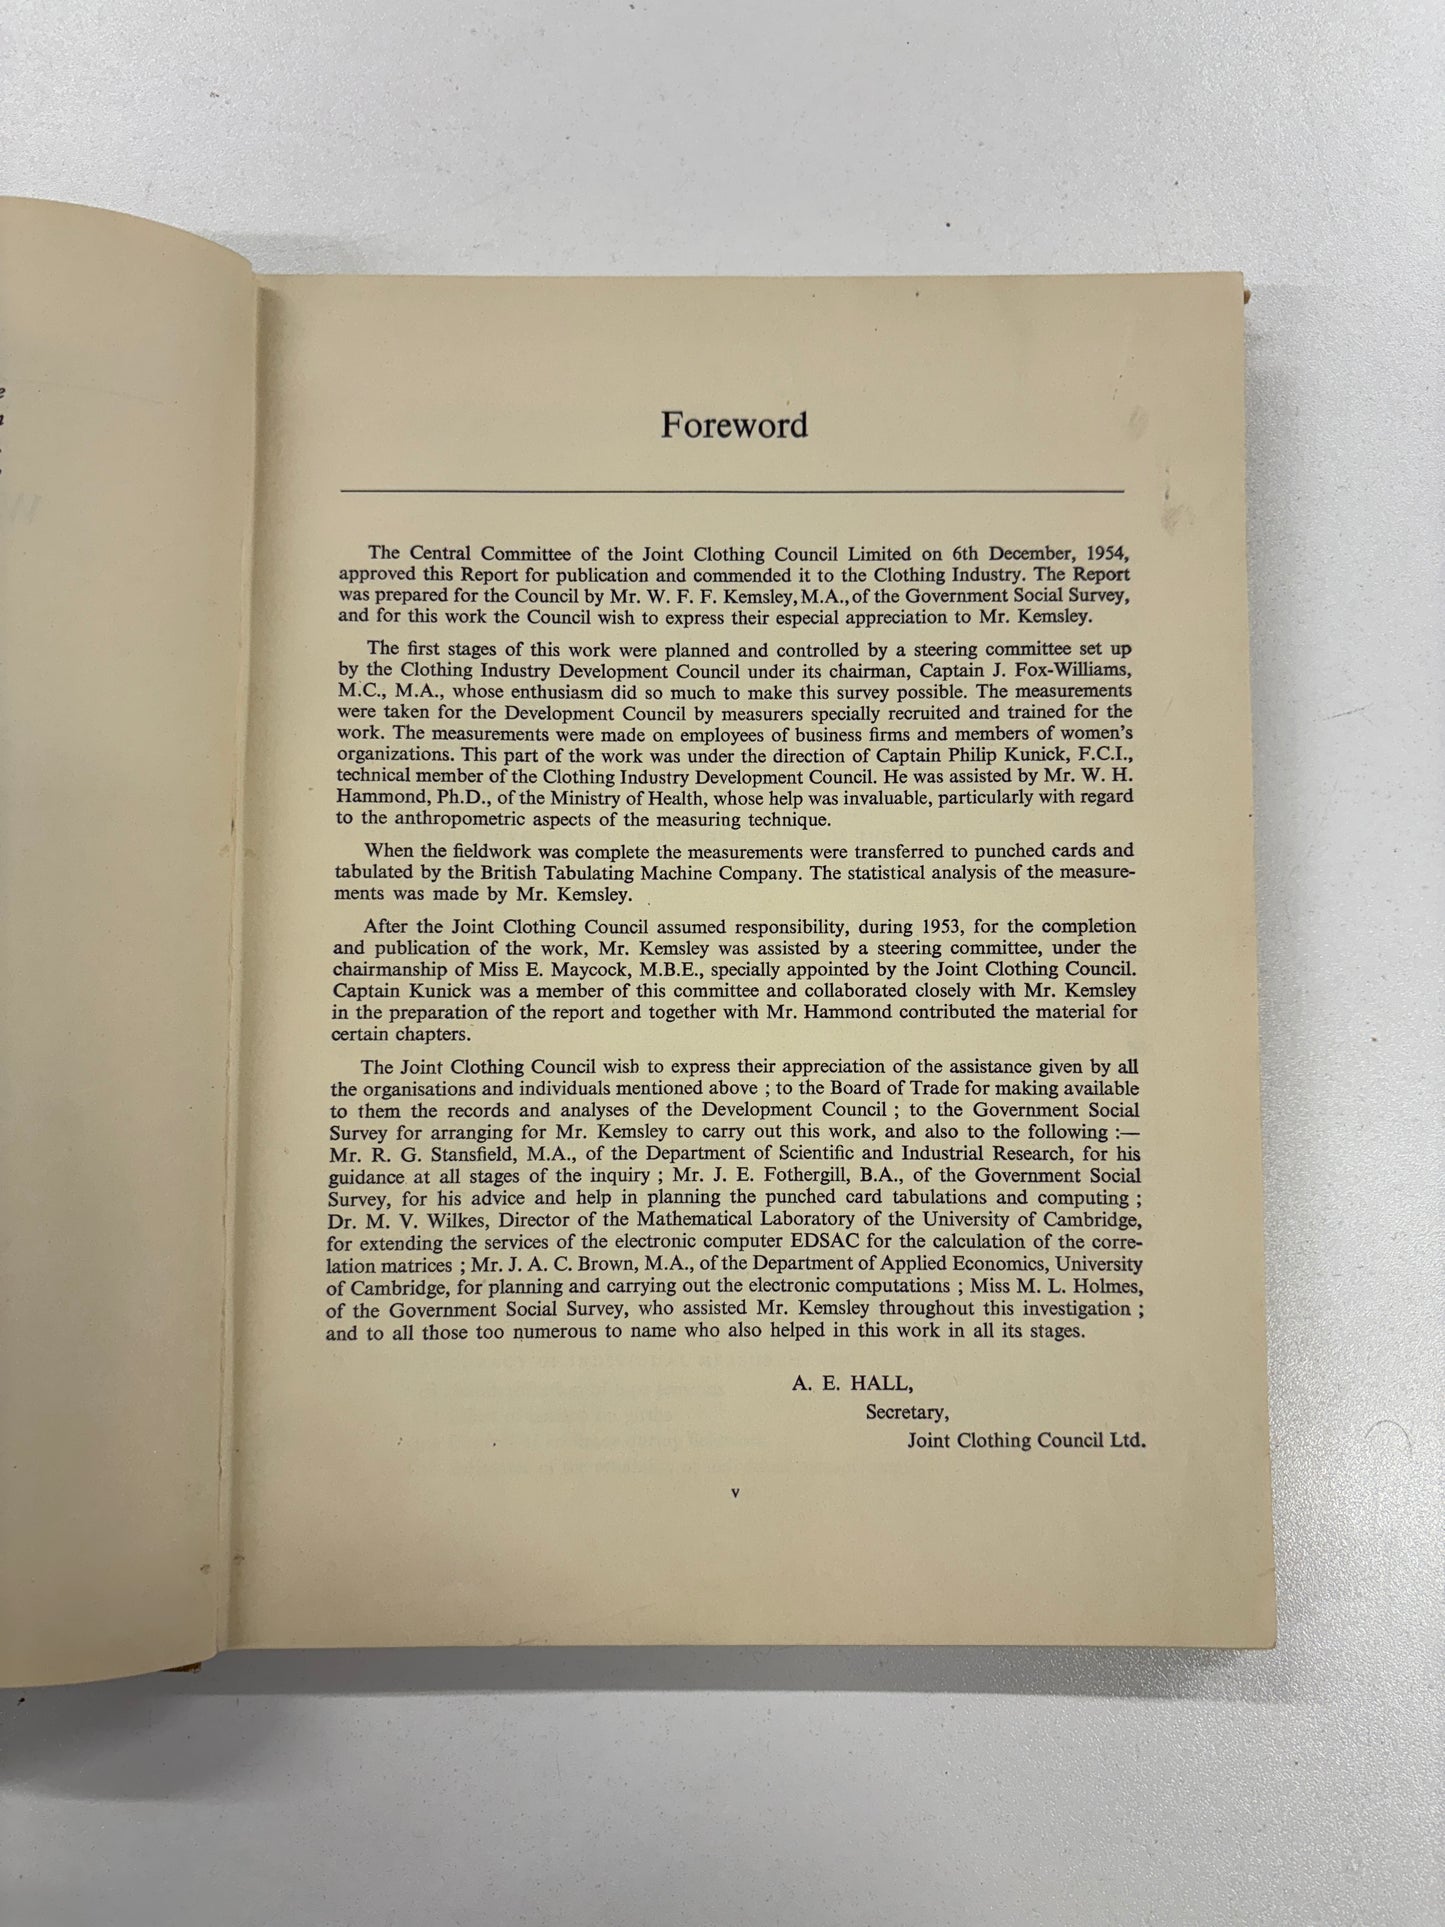 Foreword
The Central Committee of the Joint Clothing Council Limited on 6th December, 1954,
approved this Report for publication and commended it to the Clothing Industry. The Report
was prepared for the Council by Mr. W. F. F. Kemsley, M.A., of the Government Social Survey,
and for this work the Council wish to express their especial appreciation to Mr. Kemsley.
The first stages of this work were planned and controlled by a steering committee set up
by the Clothing Industry Development Council under its chairman, Captain J. Fox-Williams,
M.C., M.A., whose enthusiasm did so much to make this survey possible. The measurements
were taken for the Development Council by measurers specially recruited and trained for the
work. The measurements were made on employees of business firms and members of women's
organizations. This part of the work was under the direction of Captain Philip Kunick, F.C.I.,
technical member of the Clothing Industry Development Council. He was assisted by Mr. W. H.
Hammond, Ph.D., of the Ministry of Health, whose help was invaluable, particularly with regard
to the anthropometric aspects of the measuring technique.
When the fieldwork was complete the measurements were transferred to punched cards and
tabulated by the British Tabulating Machine Company. The statistical analysis of the measure-
ments was made by Mr. Kemsley.
After the Joint Clothing Council assumed responsibility, during 1953, for the completion
and publication of the work, Mr. Kemsley was assisted by a steering committee, under the
chairmanship of Miss E. Maycock, M.B.E., specially appointed by the Joint Clothing Council.
Captain Kunick was a member of this committee and collaborated closely with Mr. Kemsley
in the preparation of the report and together with Mr. Hammond contributed the material for
certain chapters.
The Joint Clothing Council wish to express their appreciation of the assistance given by all
the organisations and individuals mentioned above ; to the Board of Trade for making available
to them the records and analyses of the Development Council ; to the Government Social
Survey for arranging for Mr. Kemsley to carry out this work, and also to the following :—
Mr. R. G. Stansfield, M.A., of the Department of Scientific and Industrial Research, for his
guidance at all stages of the inquiry ; Mr. J. E. Fothergill, B.A., of the Government Social
Survey, for his advice and help in planning the punched card tabulations and computing ;
Dr. M. V. Wilkes, Director of the Mathematical Laboratory of the University of Cambridge,
for extending the services of the electronic computer EDSAC for the calculation of the corre-
lation matrices ; Mr. J. A. C. Brown, M.A., of the Department of Applied Economics, University
of Cambridge, for planning and carrying out the electronic computations ; Miss M. L. Holmes,
of the Government Social Survey, who assisted Mr. Kemsley throughout this investigation ;
and to all those too numerous to name who also helped in this work in all its stages.
A. E. HALL,
Secretary,
Joint Clothing Council Ltd.
v